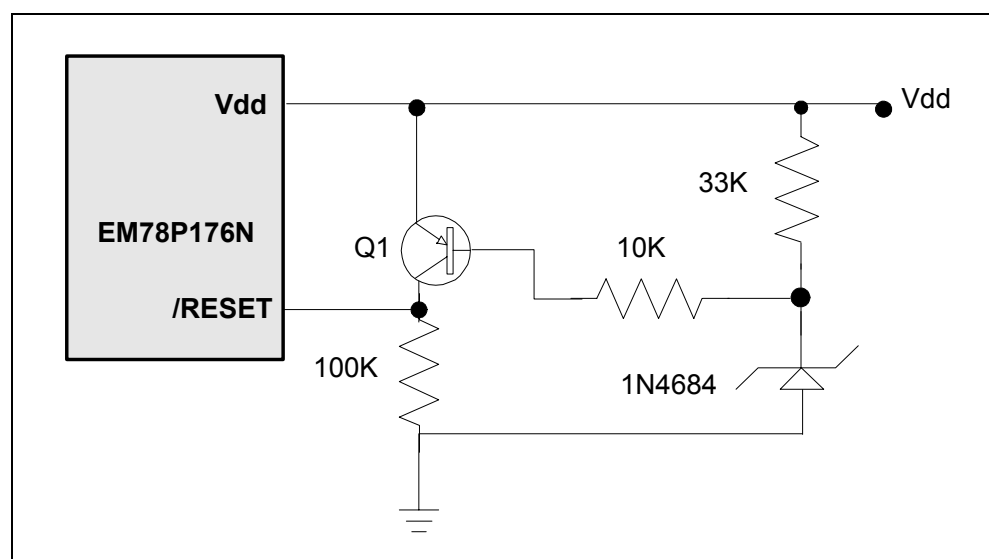 Vdd
Vdd
33K
EM78P176N
Q1
10K
/RESET
100K
1N4684